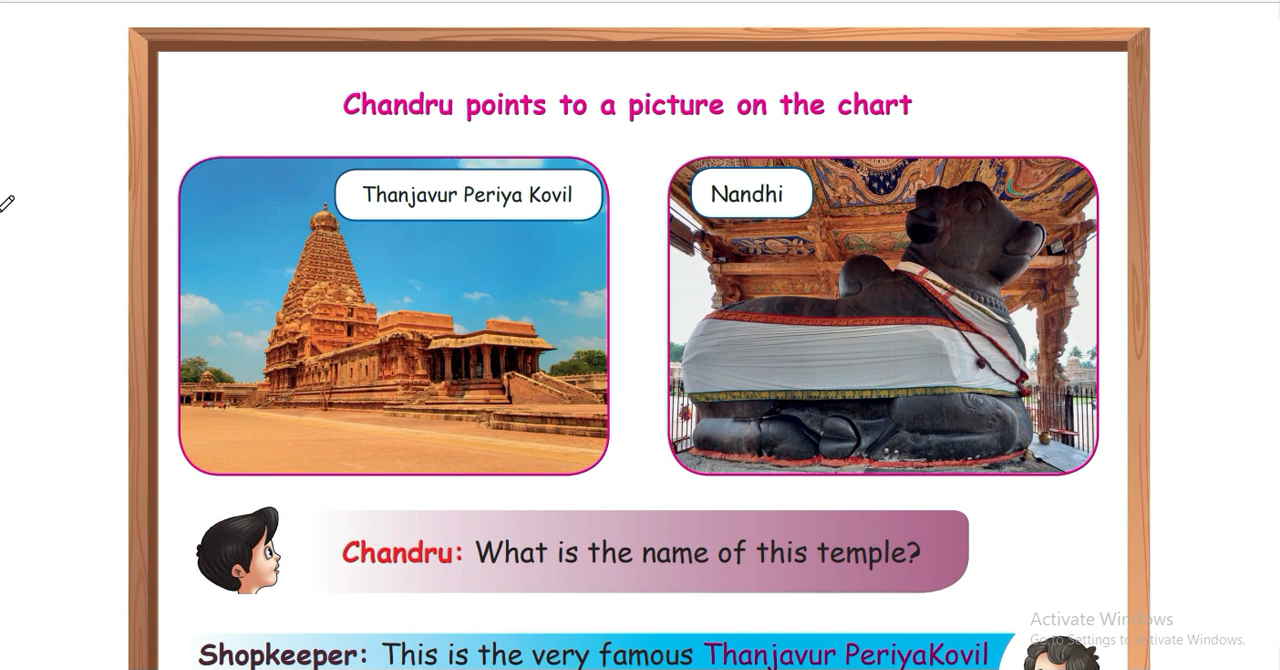 Chandru points to a picture on the chart
Thanjavur Periya Kovil
Nandhi
Chandru: What is the name of this temple?
Shopkeeper: This is the very famous Thanjavur PeriyaKovil
Activate Windows
Go to Settings to activate Windows.